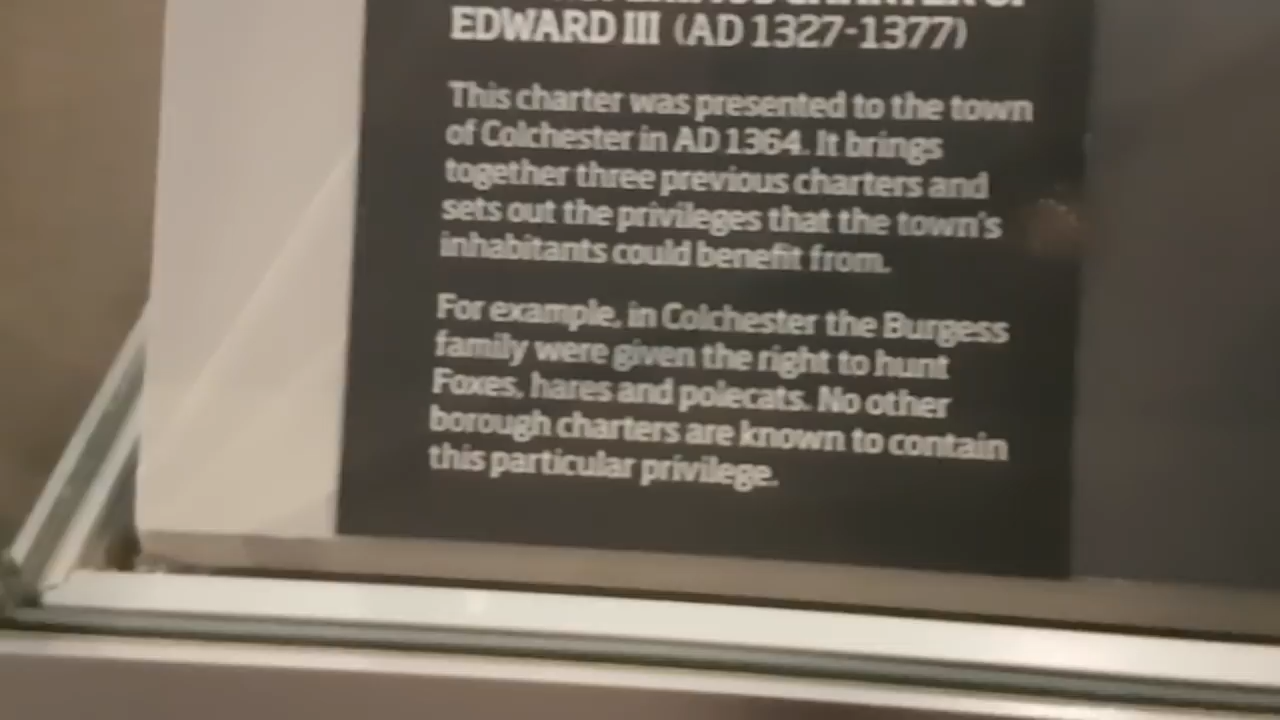 CHARTER OF
EDWARD III (AD 1327-1377)
This charter was presented to the town
of Colchester in AD 1364. It brings
together three previous charters and
sets out the privileges that the town's
inhabitants could benefit from.
For example, in Colchester the Burgess
family were given the right to hunt
Foxes, hares and polecats. No other
borough charters are known to contain
this particular privilege.